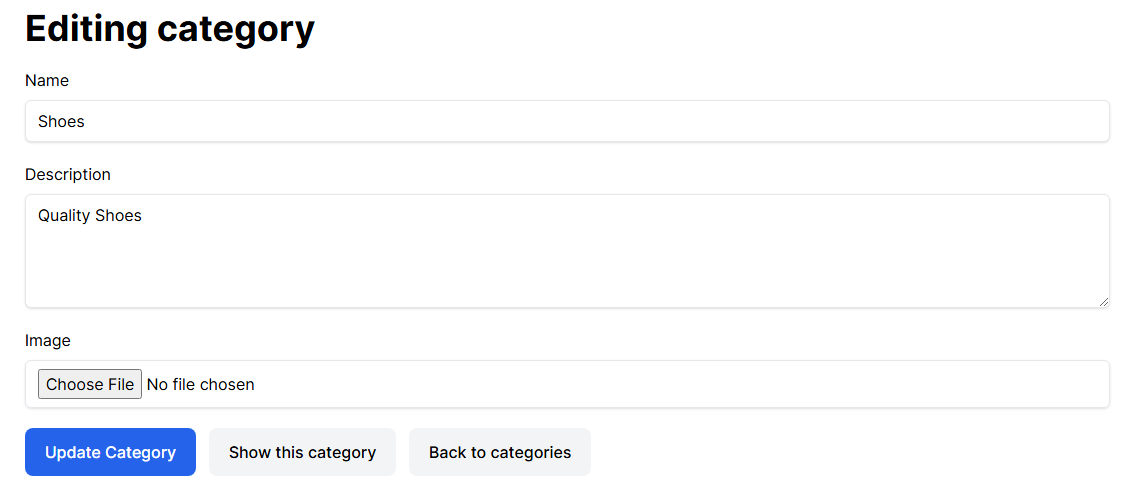 Editing category
Name
Shoes
Description
Quality Shoes
Image
Choose File No file chosen
Update Category Show this category Back to categories